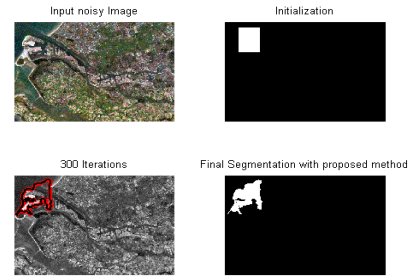 Input noisy Image
Initialization
300 Iterations
Final Segmentation with proposed method